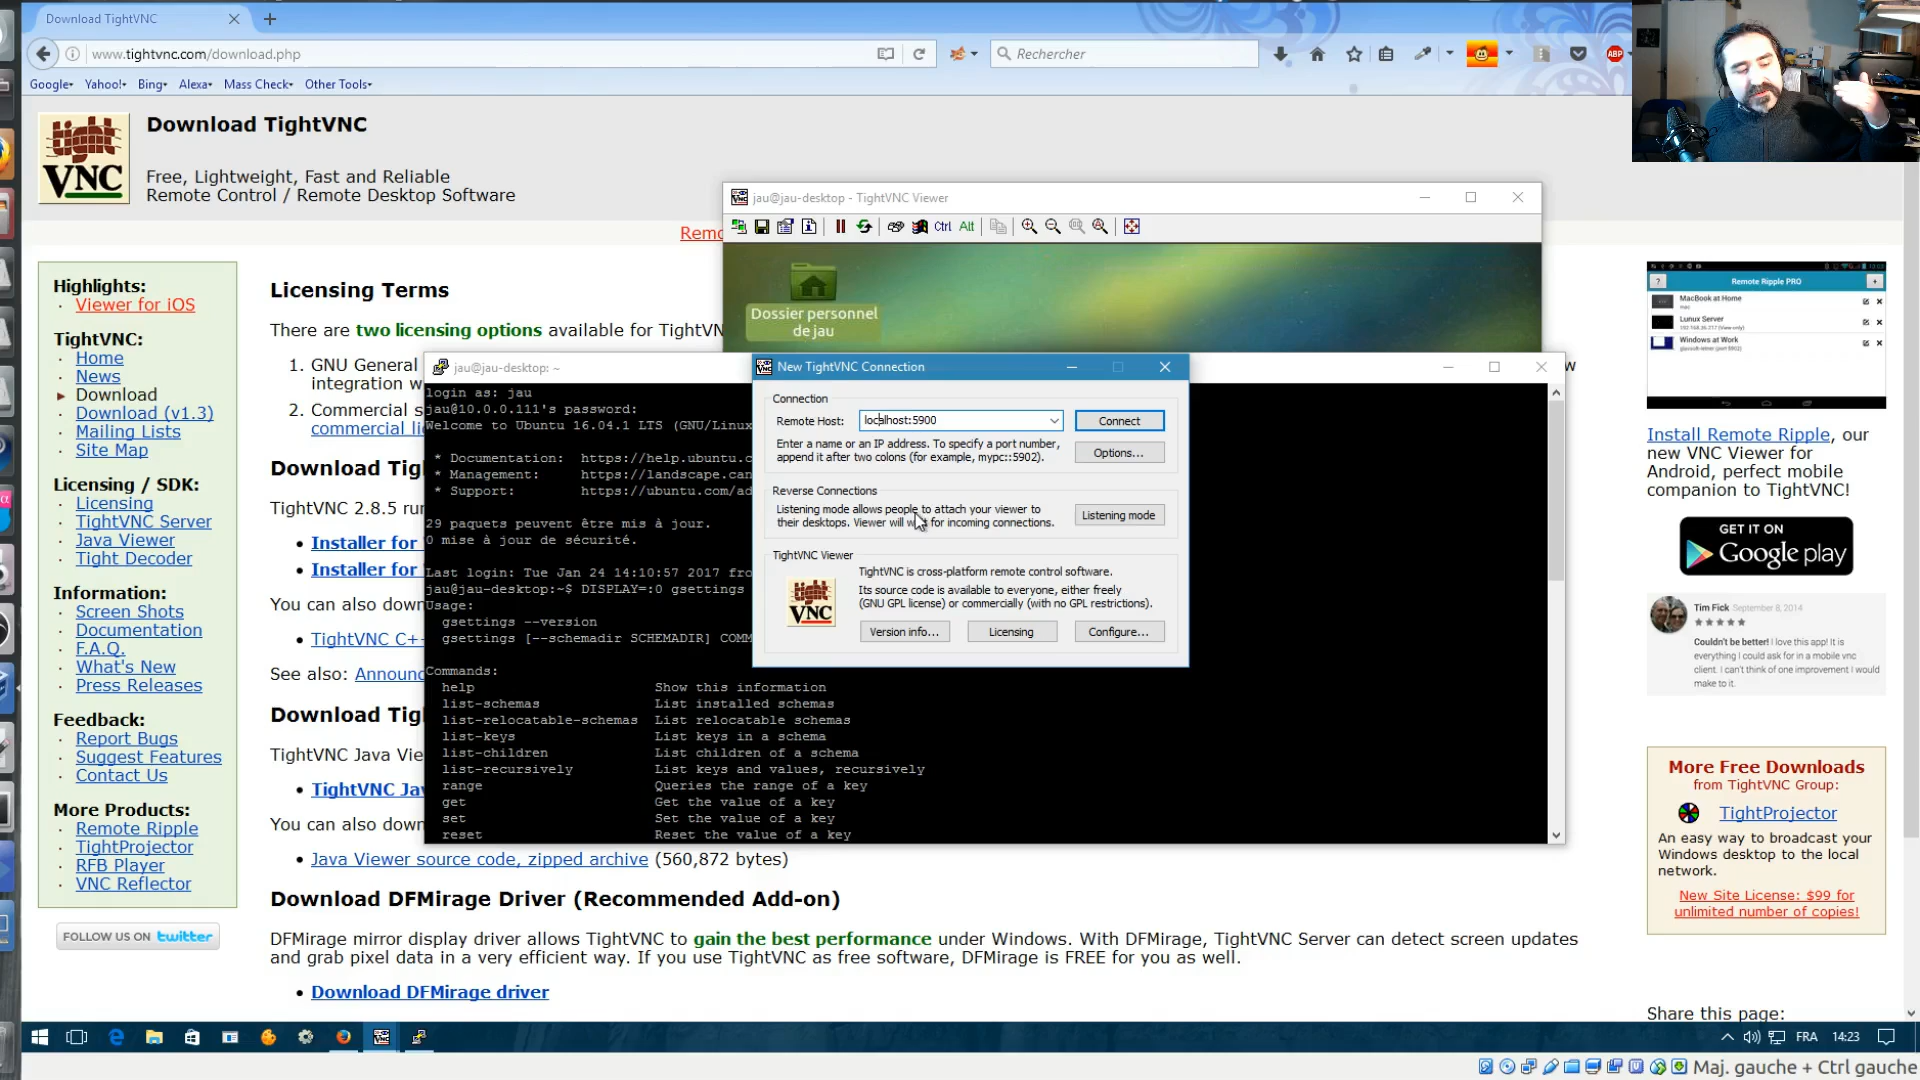 Download TightVNC
www.tightvnc.com/download.php
Rechercher
ABP
Google
Yahoo!
Bing
Alexa
Mass Check
Other Tools
tight VNC
Download TightVNC
Free, Lightweight, Fast and Reliable
Remote Control / Remote Desktop Software
Remo
Highlights:
Viewer for iOS
TightVNC:
Home
News
Download
Download (v1.3)
Mailing Lists
Site Map
Licensing / SDK:
Licensing
TightVNC Server
Java Viewer
Tight Decoder
Information:
Screen Shots
Documentation
F.A.Q.
What's New
Press Releases
Feedback:
Report Bugs
Suggest Features
Contact Us
More Products:
Remote Ripple
TightProjector
RFB Player
VNC Reflector
FOLLOW US ON twitter
Licensing Terms
There are two licensing options available for TightVN
1. GNU General
integration w
2. Commercial s
commercial li
Download Tig
TightVNC 2.8.5 run
• Installer for
• Installer for
You can also down
• TightVNC C+
See also: Announ
Download Tig
TightVNC Java Vie
• TightVNC Jav
You can also down
• Java Viewer source code, zipped archive (560,872 bytes)
Download DFMirage Driver (Recommended Add-on)
DFMirage mirror display driver allows TightVNC to gain the best performance under Windows. With DFMirage, TightVNC Server can detect screen updates
and grab pixel data in a very efficient way. If you use TightVNC as free software, DFMirage is FREE for you as well.
• Download DFMirage driver
jau@jau-desktop - TightVNC Viewer
Ctrl Alt
Dossier personnel
de jau
jau@jau-desktop: ~
login as: jau
jau@10.0.0.111's password:
Welcome to Ubuntu 16.04.1 LTS (GNU/Linux
* Documentation: https://help.ubuntu.c
* Management: https://landscape.can
* Support: https://ubuntu.com/ad
29 paquets peuvent être mis à jour.
0 mise à jour de sécurité.
Last login: Tue Jan 24 14:10:57 2017 fro
jau@jau-desktop:~$ DISPLAY=:0 gsettings
Usage:
gsettings --version
gsettings [--schemadir SCHEMADIR] COMM
Commands:
help Show this information
list-schemas List installed schemas
list-relocatable-schemas List relocatable schemas
list-keys List keys in a schema
list-children List children of a schema
list-recursively List keys and values, recursively
range Queries the range of a key
get Get the value of a key
set Set the value of a key
reset Reset the value of a key
New TightVNC Connection
Connection
Remote Host: localhost:5900
Connect
Enter a name or an IP address. To specify a port number,
append it after two colons (for example, mypc::5902).
Options...
Reverse Connections
Listening mode allows people to attach your viewer to
their desktops. Viewer will wait for incoming connections.
Listening mode
TightVNC Viewer
TightVNC is cross-platform remote control software.
Its source code is available to everyone, either freely
(GNU GPL license) or commercially (with no GPL restrictions).
Version info...
Licensing
Configure...
w
Remote Ripple PRO
MacBook at Home
mac
Lunux Server
Windows at Work
Install Remote Ripple, our
new VNC Viewer for
Android, perfect mobile
companion to TightVNC!
GET IT ON
Google play
Tim Fick September 8, 2014
Couldn't be better! I love this app! It is
everything I could ask for in a mobile vnc
client. I can't think of one improvement I would
make to it.
More Free Downloads
from TightVNC Group:
TightProjector
An easy way to broadcast your
Windows desktop to the local
network.
New Site License: $99 for
unlimited number of copies!
Share this page:
FRA
14:23
Maj. gauche + Ctrl gauche